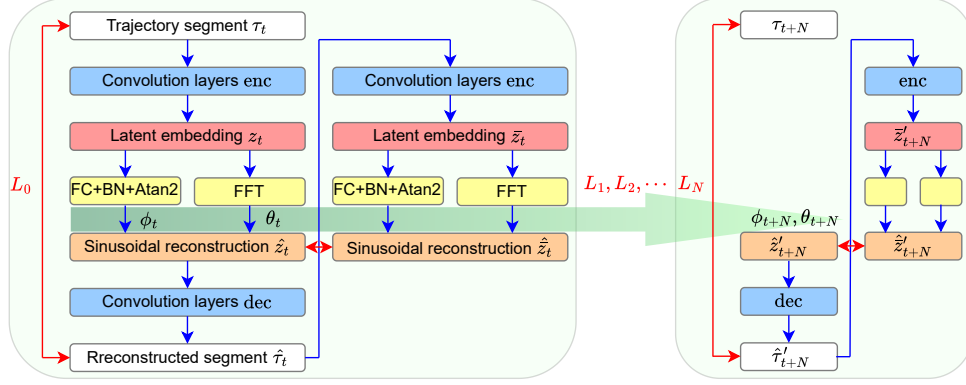 Trajectory segment τ_t
Convolution layers enc
Latent embedding z_t
FC+BN+Atan2
FFT
ϕ_t
θ_t
Sinusoidal reconstruction ẑ_t
Convolution layers dec
Rreconstructed segment τ̂_t
L_0
Convolution layers enc
Latent embedding z̄_t
FC+BN+Atan2
FFT
Sinusoidal reconstruction z̄̂_t
L_1, L_2, ⋯ L_N
τ_{t+N}
enc
z̄′_{t+N}
ϕ_{t+N}, θ_{t+N}
ẑ′_{t+N}
z̄̂′_{t+N}
dec
τ̂′_{t+N}